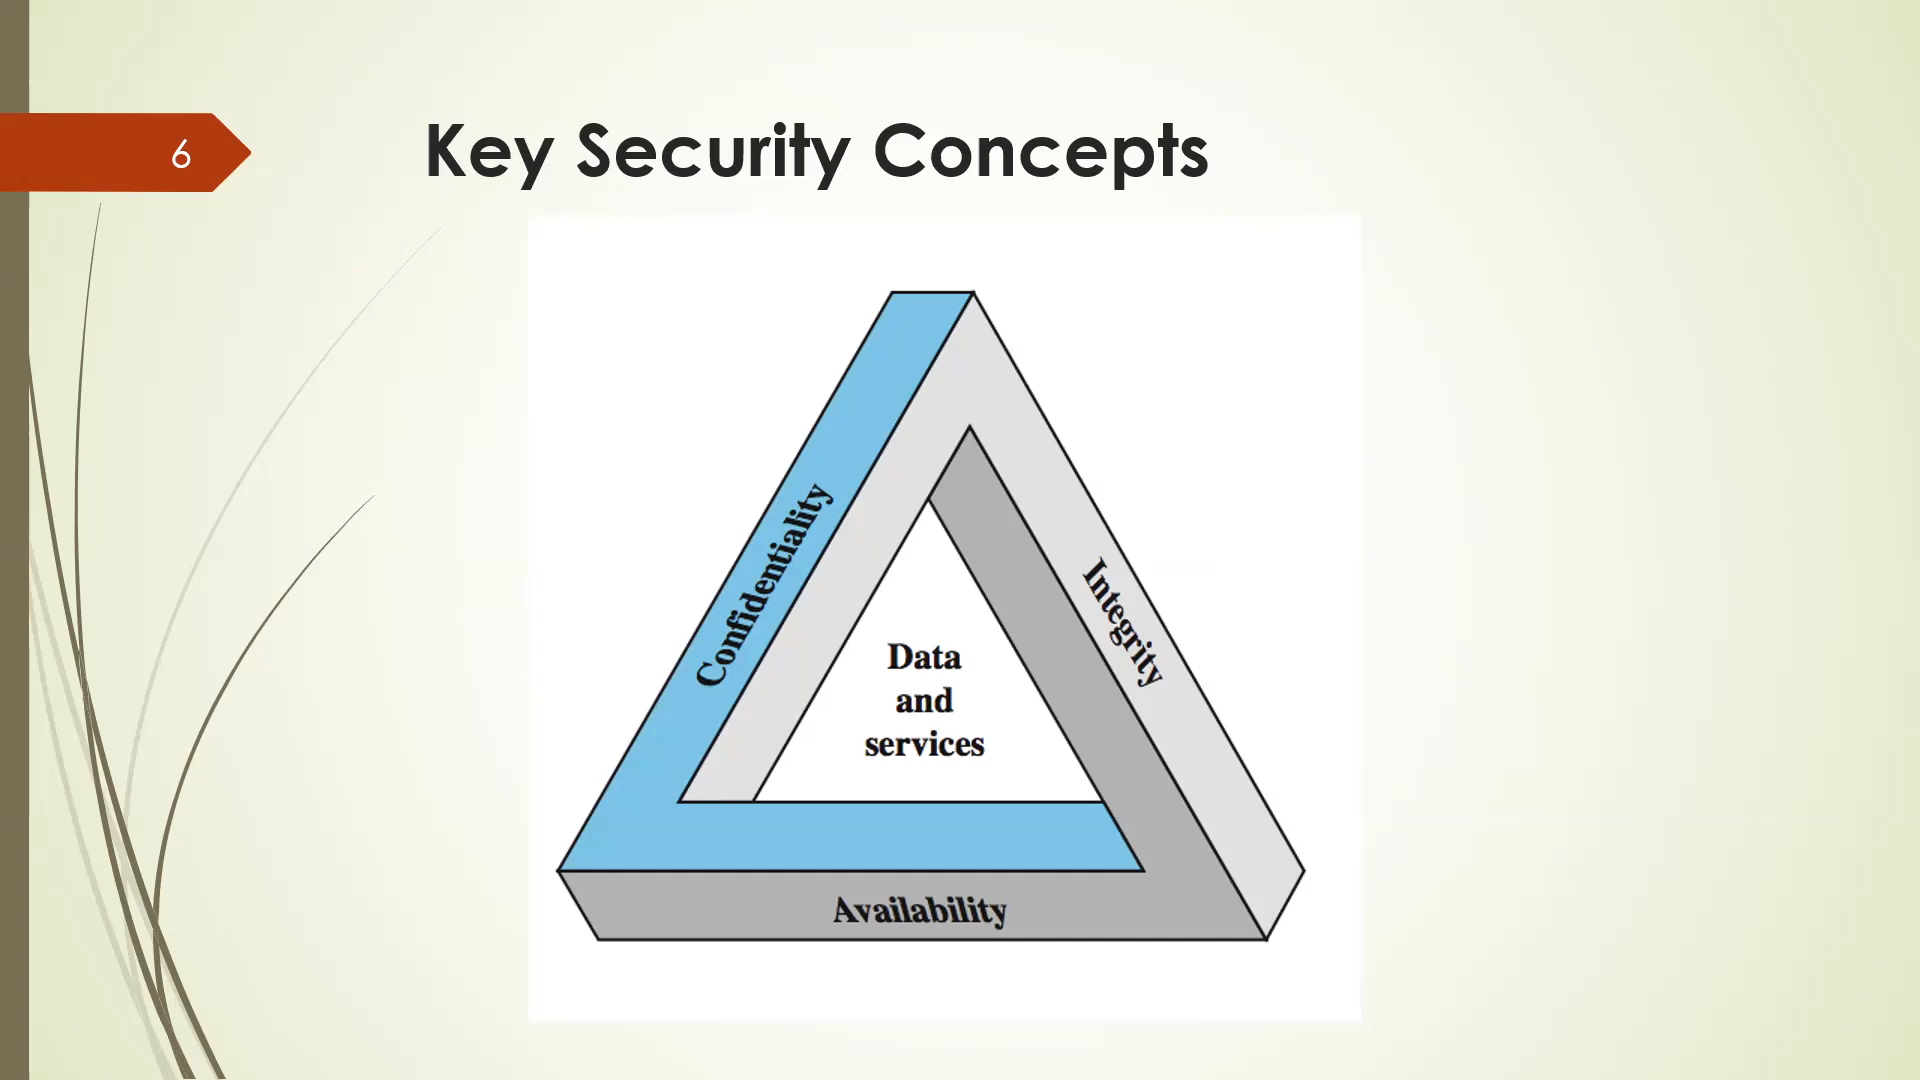 6
Key Security Concepts
Confidentiality
Integrity
Data
and
services
Availability